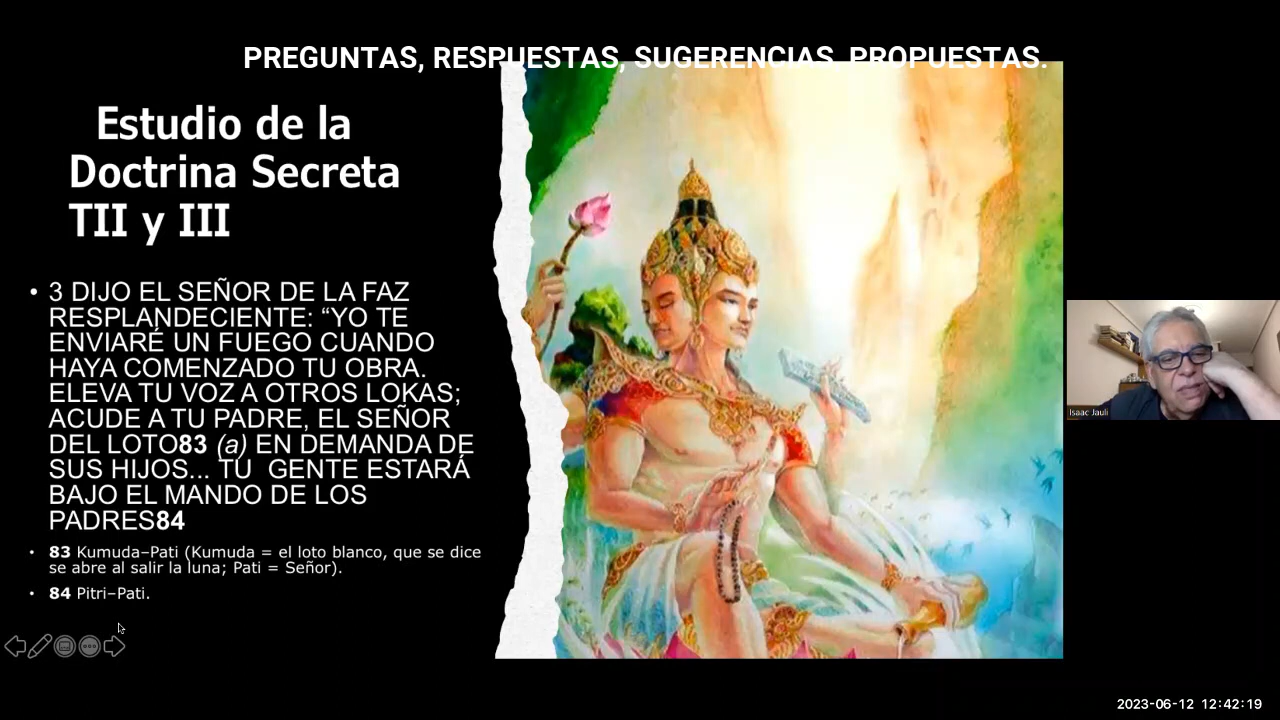 PREGUNTAS, RESPUESTAS, SUGERENCIAS, PROPUESTAS.
Estudio de la
Doctrina Secreta
TII y III
• 3 DIJO EL SEÑOR DE LA FAZ
RESPLANDECIENTE: “YO TE
ENVIARÉ UN FUEGO CUANDO
HAYA COMENZADO TU OBRA.
ELEVA TU VOZ A OTROS LOKAS;
ACUDE A TU PADRE, EL SEÑOR
DEL LOTO83 (a) EN DEMANDA DE
SUS HIJOS... TU GENTE ESTARÁ
BAJO EL MANDO DE LOS
PADRES84
• 83 Kumuda–Pati (Kumuda = el loto blanco, que se dice
se abre al salir la luna; Pati = Señor).
• 84 Pitri–Pati.
Isaac Jauli
2023-06-12 12:42:19